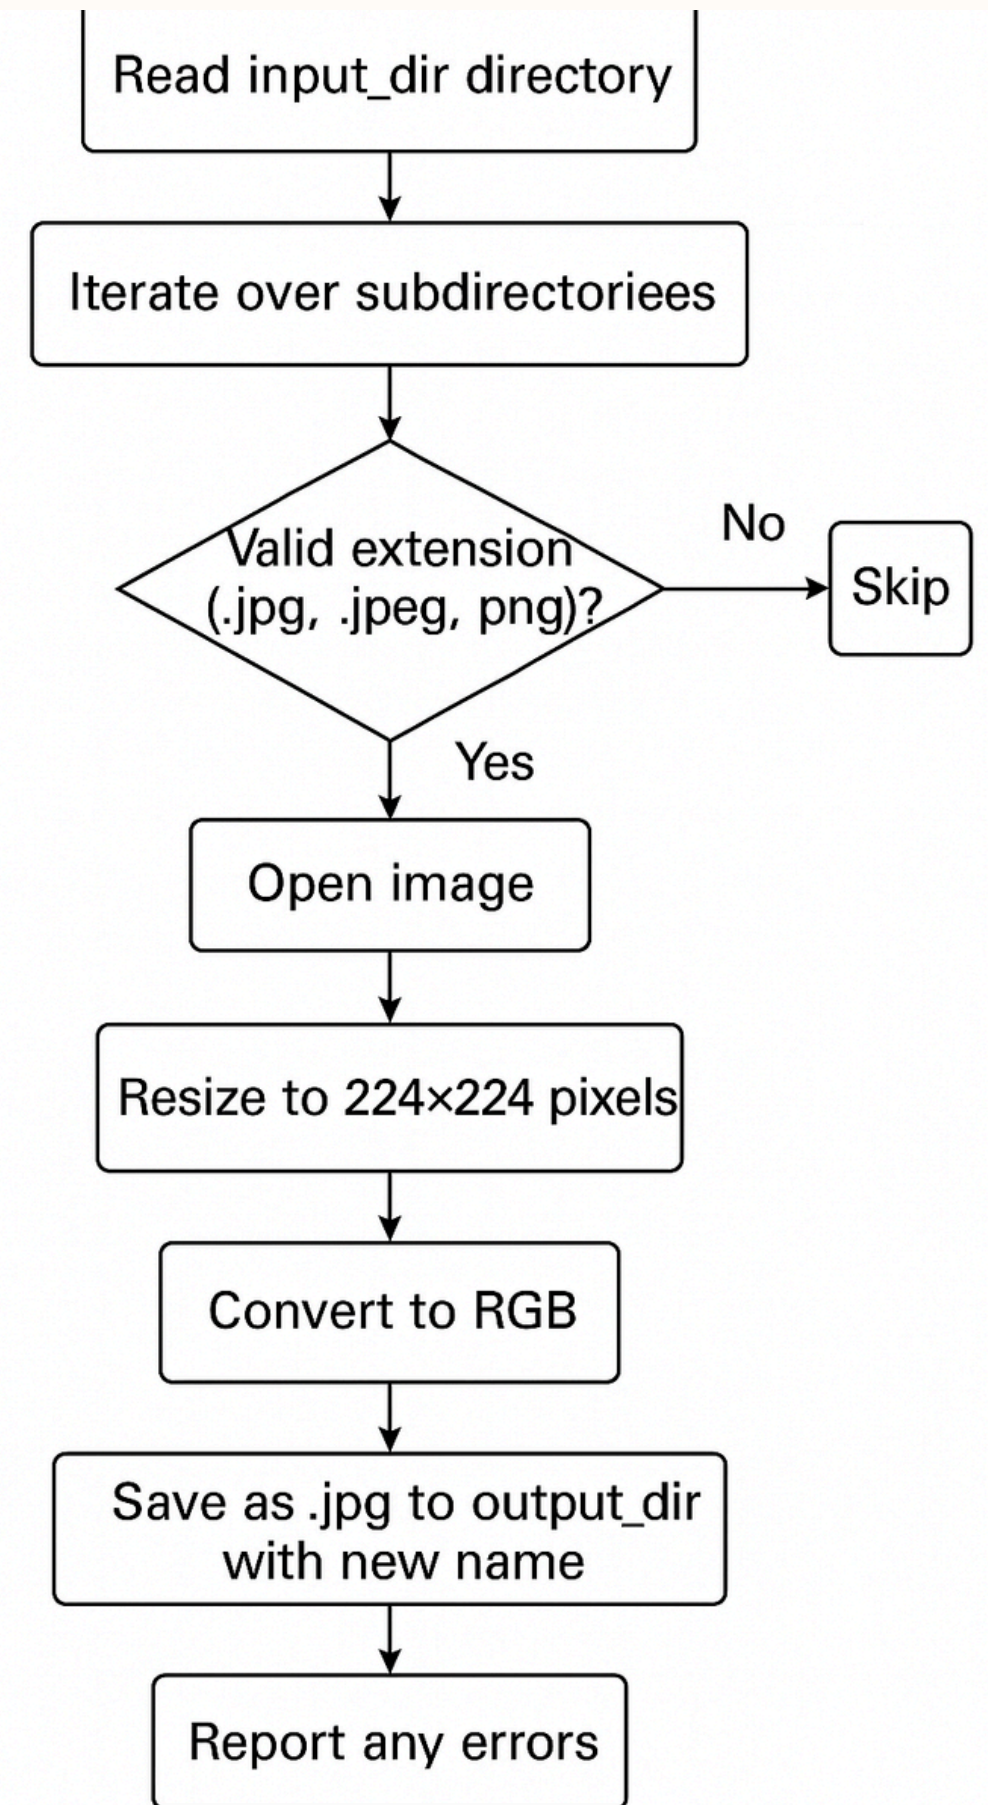 Read input_dir directory
Iterate over subdirectoriees
Valid extension
(.jpg, .jpeg, png)?
No
Skip
Yes
Open image
Resize to 224×224 pixels
Convert to RGB
Save as .jpg to output_dir
with new name
Report any errors